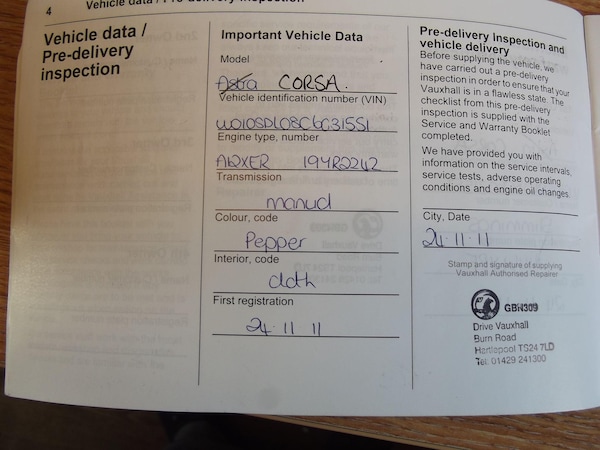 4 Vehicle data / Pre-delivery inspection
Vehicle data /
Pre-delivery
inspection
Important Vehicle Data
Model
Astra CORSA.
Vehicle identification number (VIN)
W0L0SDL08C6C31551
Engine type, number
A12XER 19YR2242
Transmission
manual
Colour, code
Pepper
Interior, code
cloth
First registration
24.11.11
Pre-delivery inspection and
vehicle delivery
Before supplying the vehicle, we
have carried out a pre-delivery
inspection in order to ensure that your
Vauxhall is in a flawless state. The
checklist from this pre-delivery
inspection is supplied with the
Service and Warranty Booklet
completed.
We have provided you with
information on the service intervals,
service tests, adverse operating
conditions and engine oil changes.
City, Date
24.11.11
Stamp and signature of supplying
Vauxhall Authorised Repairer
GBH309
Drive Vauxhall
Burn Road
Hartlepool TS24 7LD
Tel: 01429 241300